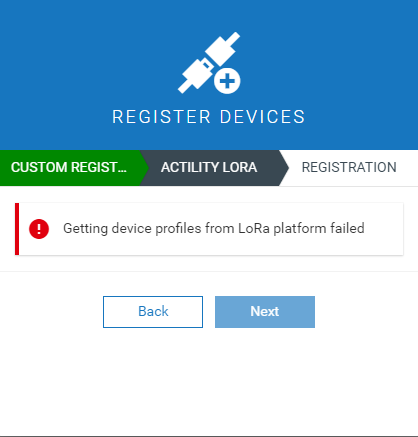 REGISTER DEVICES
CUSTOM REGIST... ACTILITY LORA REGISTRATION
Getting device profiles from LoRa platform failed
Back Next